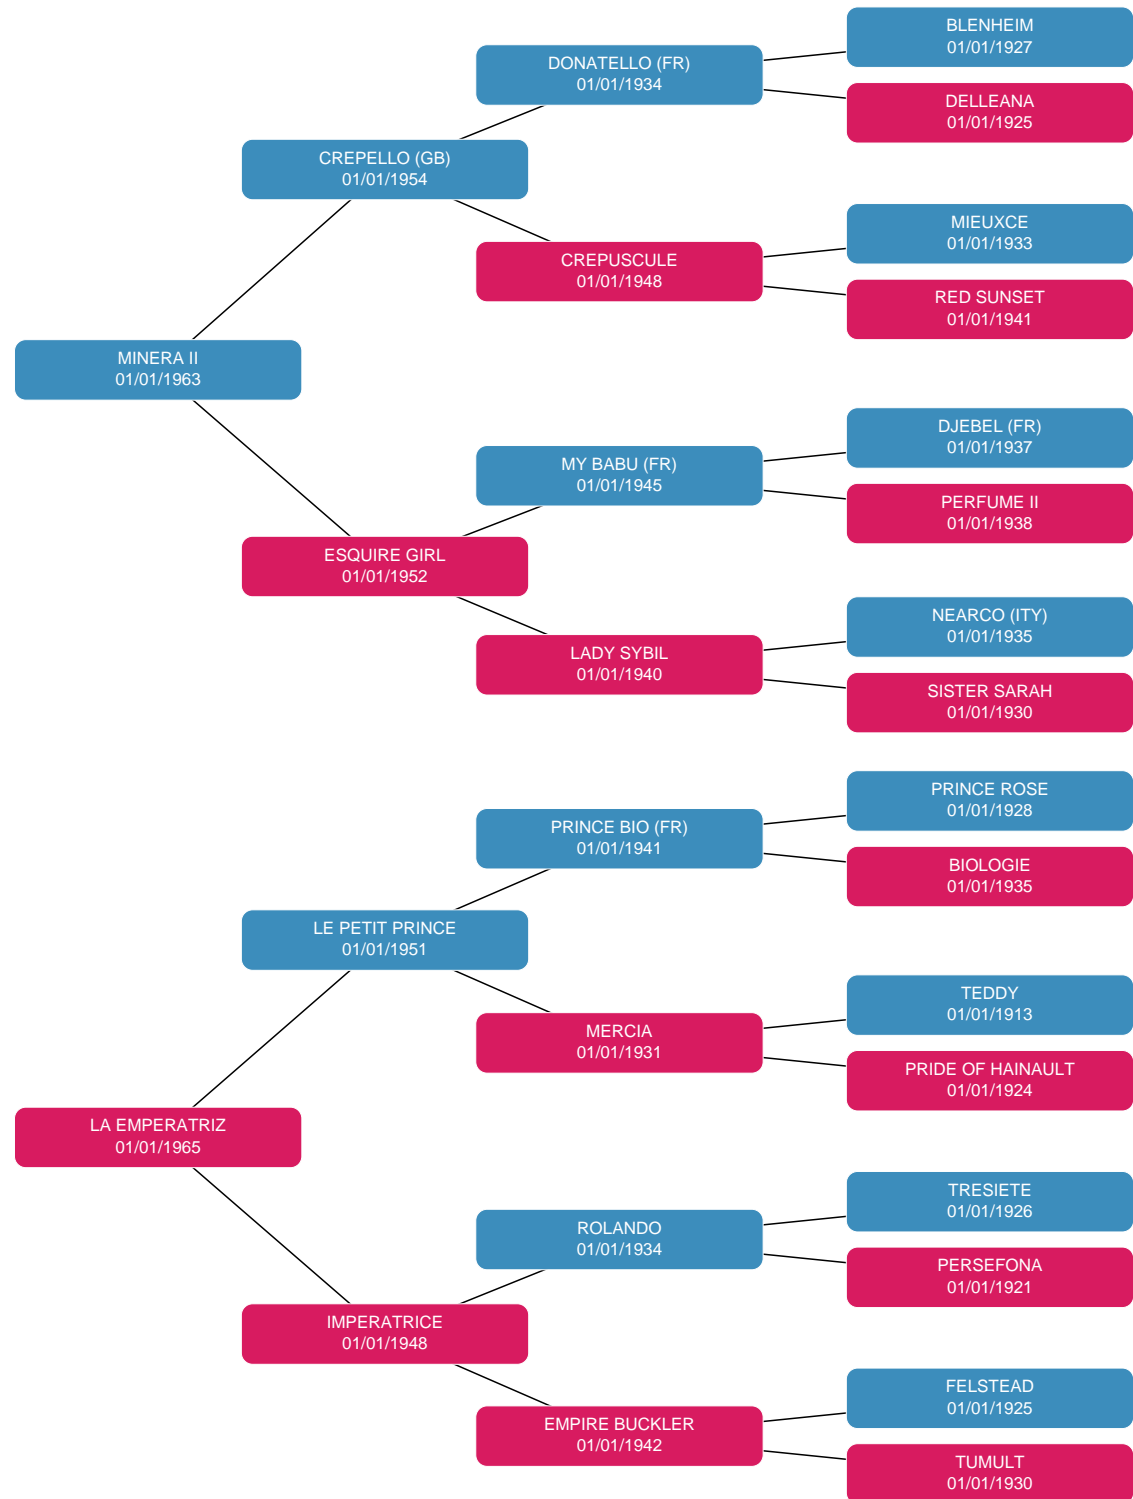 BLENHEIM
01/01/1927
DONATELLO (FR)
01/01/1934
DELLEANA
01/01/1925
CREPELLO (GB)
01/01/1954
MIEUXCE
01/01/1933
CREPUSCULE
01/01/1948
RED SUNSET
01/01/1941
MINERA II
01/01/1963
DJEBEL (FR)
01/01/1937
MY BABU (FR)
01/01/1945
PERFUME II
01/01/1938
ESQUIRE GIRL
01/01/1952
NEARCO (ITY)
01/01/1935
LADY SYBIL
01/01/1940
SISTER SARAH
01/01/1930
PRINCE ROSE
01/01/1928
PRINCE BIO (FR)
01/01/1941
BIOLOGIE
01/01/1935
LE PETIT PRINCE
01/01/1951
TEDDY
01/01/1913
MERCIA
01/01/1931
PRIDE OF HAINAULT
01/01/1924
LA EMPERATRIZ
01/01/1965
TRESIETE
01/01/1926
ROLANDO
01/01/1934
PERSEFONA
01/01/1921
IMPERATRICE
01/01/1948
FELSTEAD
01/01/1925
EMPIRE BUCKLER
01/01/1942
TUMULT
01/01/1930